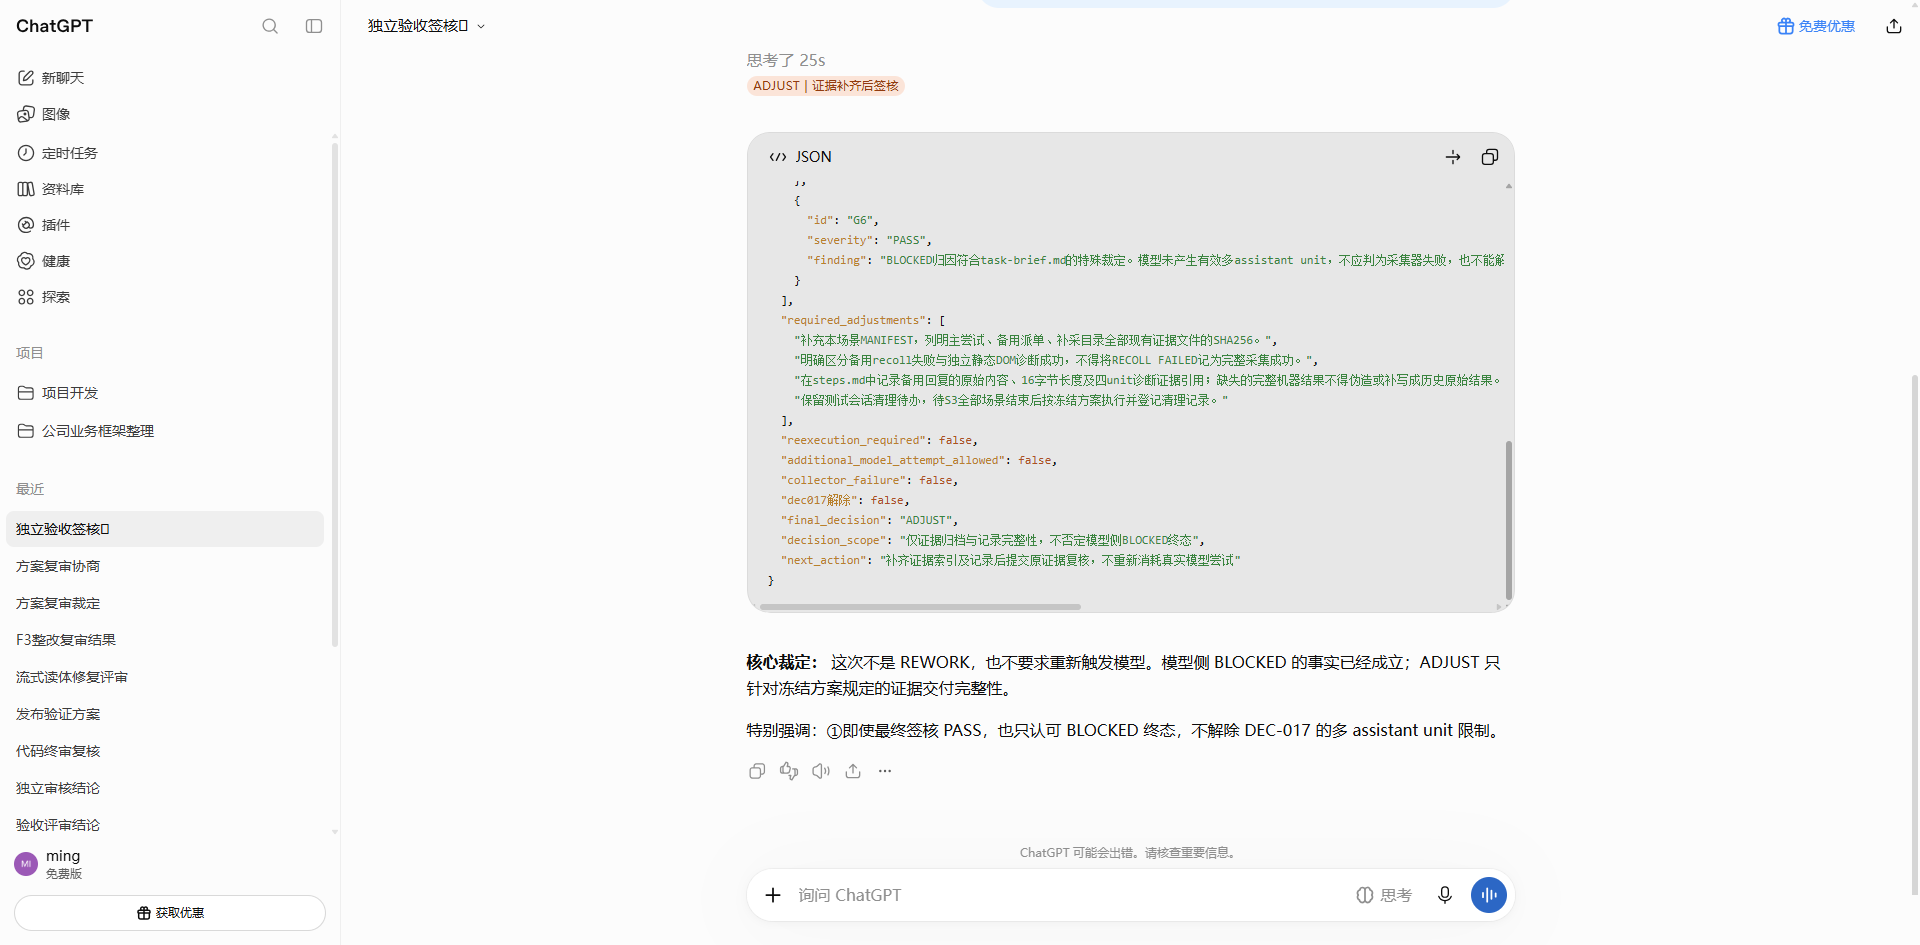 ChatGPT
新聊天
图像
定时任务
资料库
插件
健康
探索
项目
项目开发
公司业务框架整理
最近
独立验收签核
方案复审协商
方案复审裁定
F3整改复审结果
流式读体修复评审
发布验证方案
代码终审复核
独立审核结论
验收评审结论
MI
ming
免费版
获取优惠
独立验收签核
免费优惠
思考了 25s
ADJUST｜证据补齐后签核
JSON
},
{
"id": "G6",
"severity": "PASS",
"finding": "BLOCKED归因符合task-brief.md的特殊裁定。模型未产生有效多assistant unit，不应判为采集器失败，也不能解
}
],
"required_adjustments": [
"补充本场景MANIFEST，列明主尝试、备用派单、补采目录全部现有证据文件的SHA256。",
"明确区分备用recoll失败与独立静态DOM诊断成功，不得将RECOLL FAILED记为完整采集成功。",
"在steps.md中记录备用回复的原始内容、16字节长度及四unit诊断证据引用；缺失的完整机器结果不得伪造或补写成历史原始结果。
"保留测试会话清理待办，待S3全部场景结束后按冻结方案执行并登记清理记录。"
],
"reexecution_required": false,
"additional_model_attempt_allowed": false,
"collector_failure": false,
"dec017解除": false,
"final_decision": "ADJUST",
"decision_scope": "仅证据归档与记录完整性，不否定模型侧BLOCKED终态",
"next_action": "补齐证据索引及记录后提交原证据复核，不重新消耗真实模型尝试"
}
核心裁定： 这次不是 REWORK，也不要求重新触发模型。模型侧 BLOCKED 的事实已经成立；ADJUST 只
针对冻结方案规定的证据交付完整性。
特别强调：①即使最终签核 PASS，也只认可 BLOCKED 终态，不解除 DEC-017 的多 assistant unit 限制。
ChatGPT 可能会出错。请核查重要信息。
询问 ChatGPT
思考